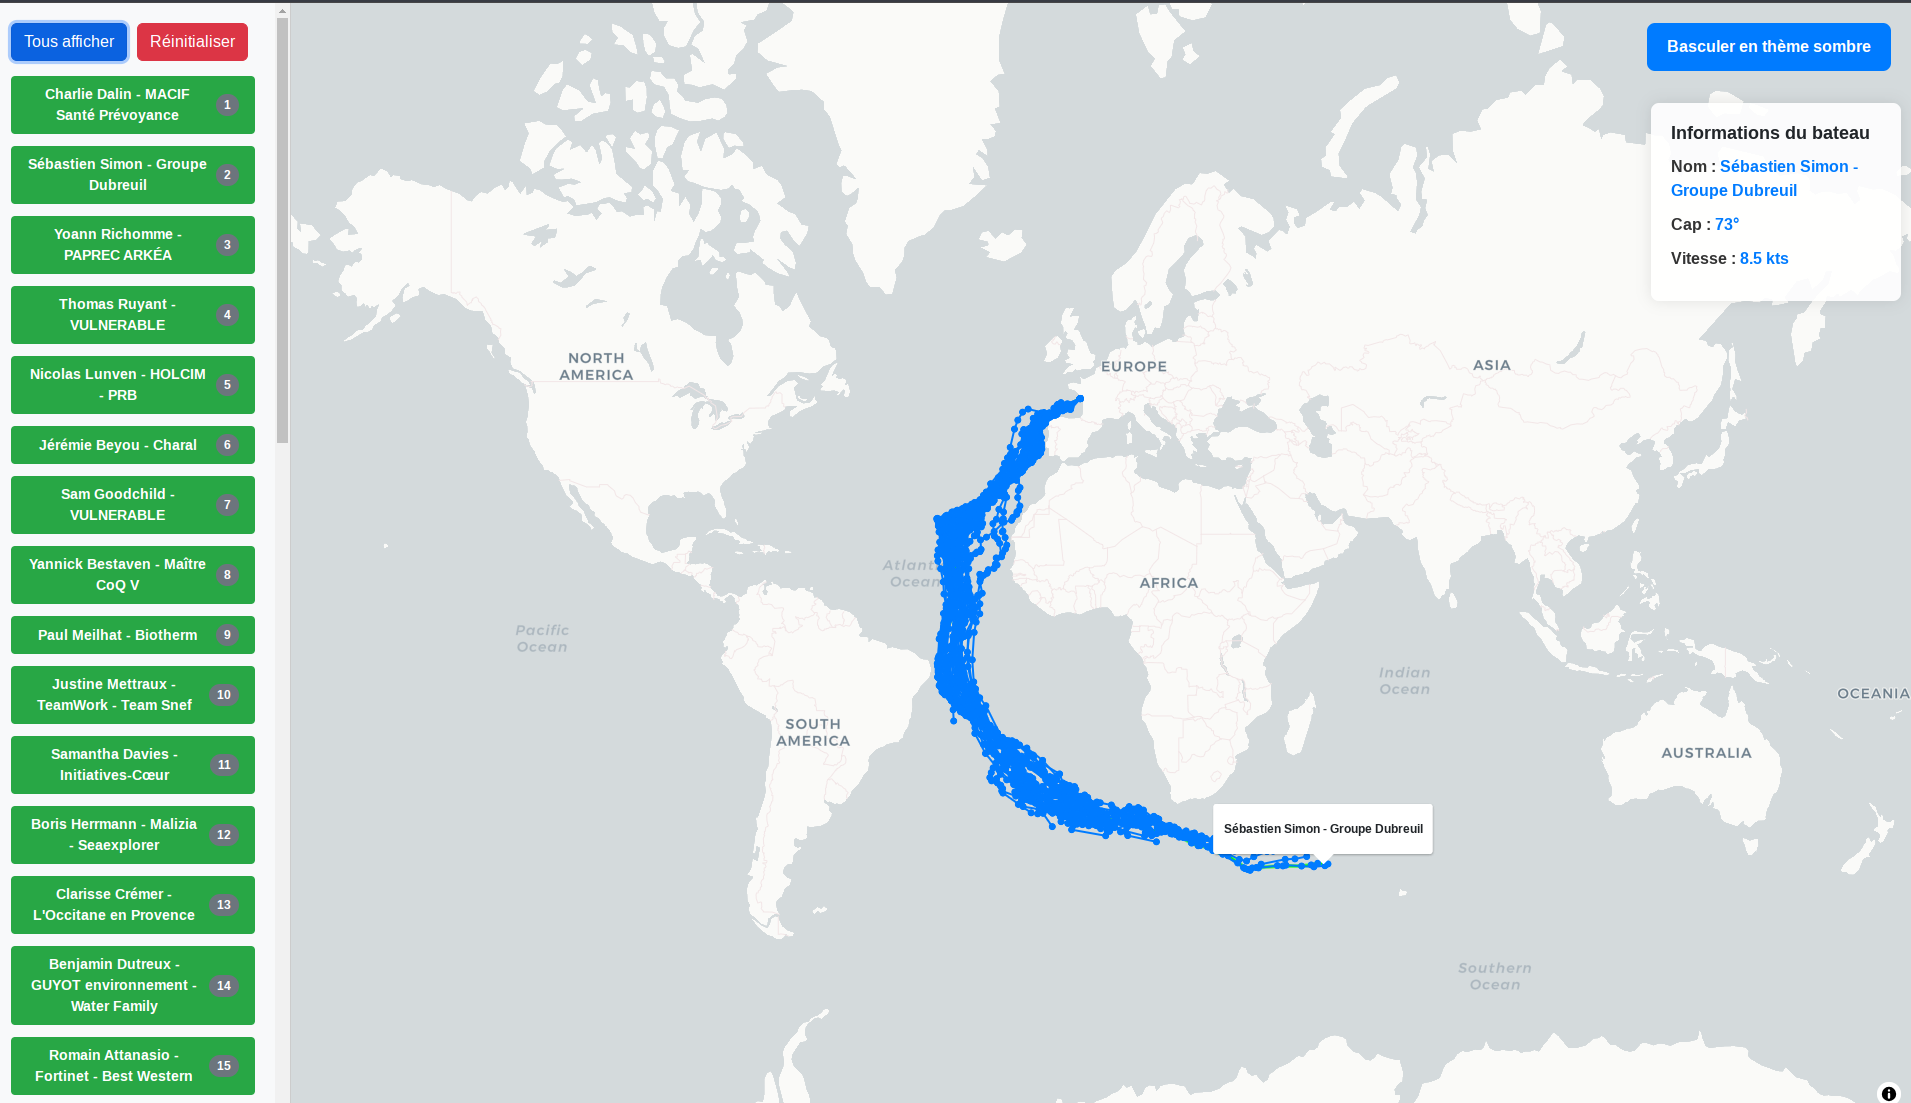 Tous afficher
Réinitialiser
Charlie Dalin - MACIF
Santé Prévoyance
1
Sébastien Simon - Groupe
Dubreuil
2
Yoann Richomme -
PAPREC ARKÉA
3
Thomas Ruyant -
VULNERABLE
4
Nicolas Lunven - HOLCIM
- PRB
5
Jérémie Beyou - Charal
6
Sam Goodchild -
VULNERABLE
7
Yannick Bestaven - Maître
CoQ V
8
Paul Meilhat - Biotherm
9
Justine Mettraux -
TeamWork - Team Snef
10
Samantha Davies -
Initiatives-Cœur
11
Boris Herrmann - Malizia
- Seaexplorer
12
Clarisse Crémer -
L'Occitane en Provence
13
Benjamin Dutreux -
GUYOT environnement -
Water Family
14
Romain Attanasio -
Fortinet - Best Western
15
Basculer en thème sombre
Informations du bateau
Nom : Sébastien Simon -
Groupe Dubreuil
Cap : 73°
Vitesse : 8.5 kts
NORTH
AMERICA
EUROPE
ASIA
Ocean
AFRICA
Pacific
Ocean
Indian
Ocean
OCEANIA
SOUTH
AMERICA
AUSTRALIA
Sébastien Simon - Groupe Dubreuil
Southern
Ocean